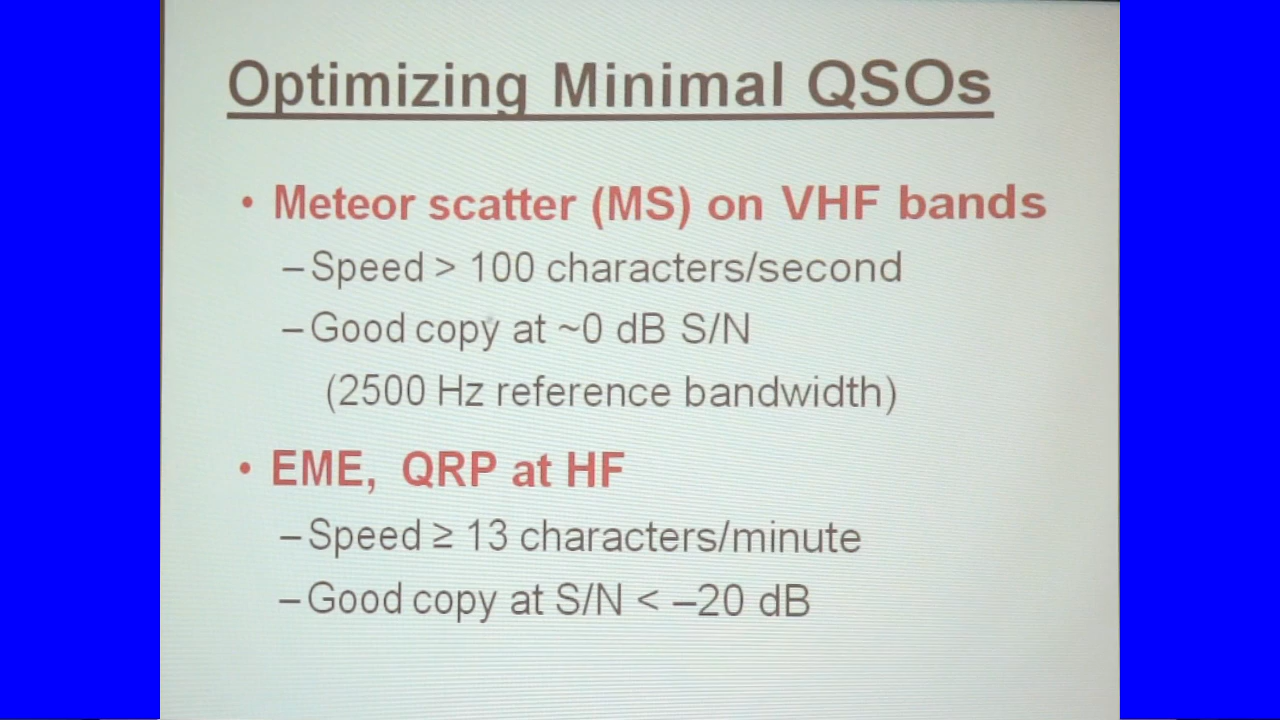 Optimizing Minimal QSOs
• Meteor scatter (MS) on VHF bands
– Speed > 100 characters/second
– Good copy at ~0 dB S/N
(2500 Hz reference bandwidth)
• EME, QRP at HF
– Speed ≥ 13 characters/minute
– Good copy at S/N < –20 dB